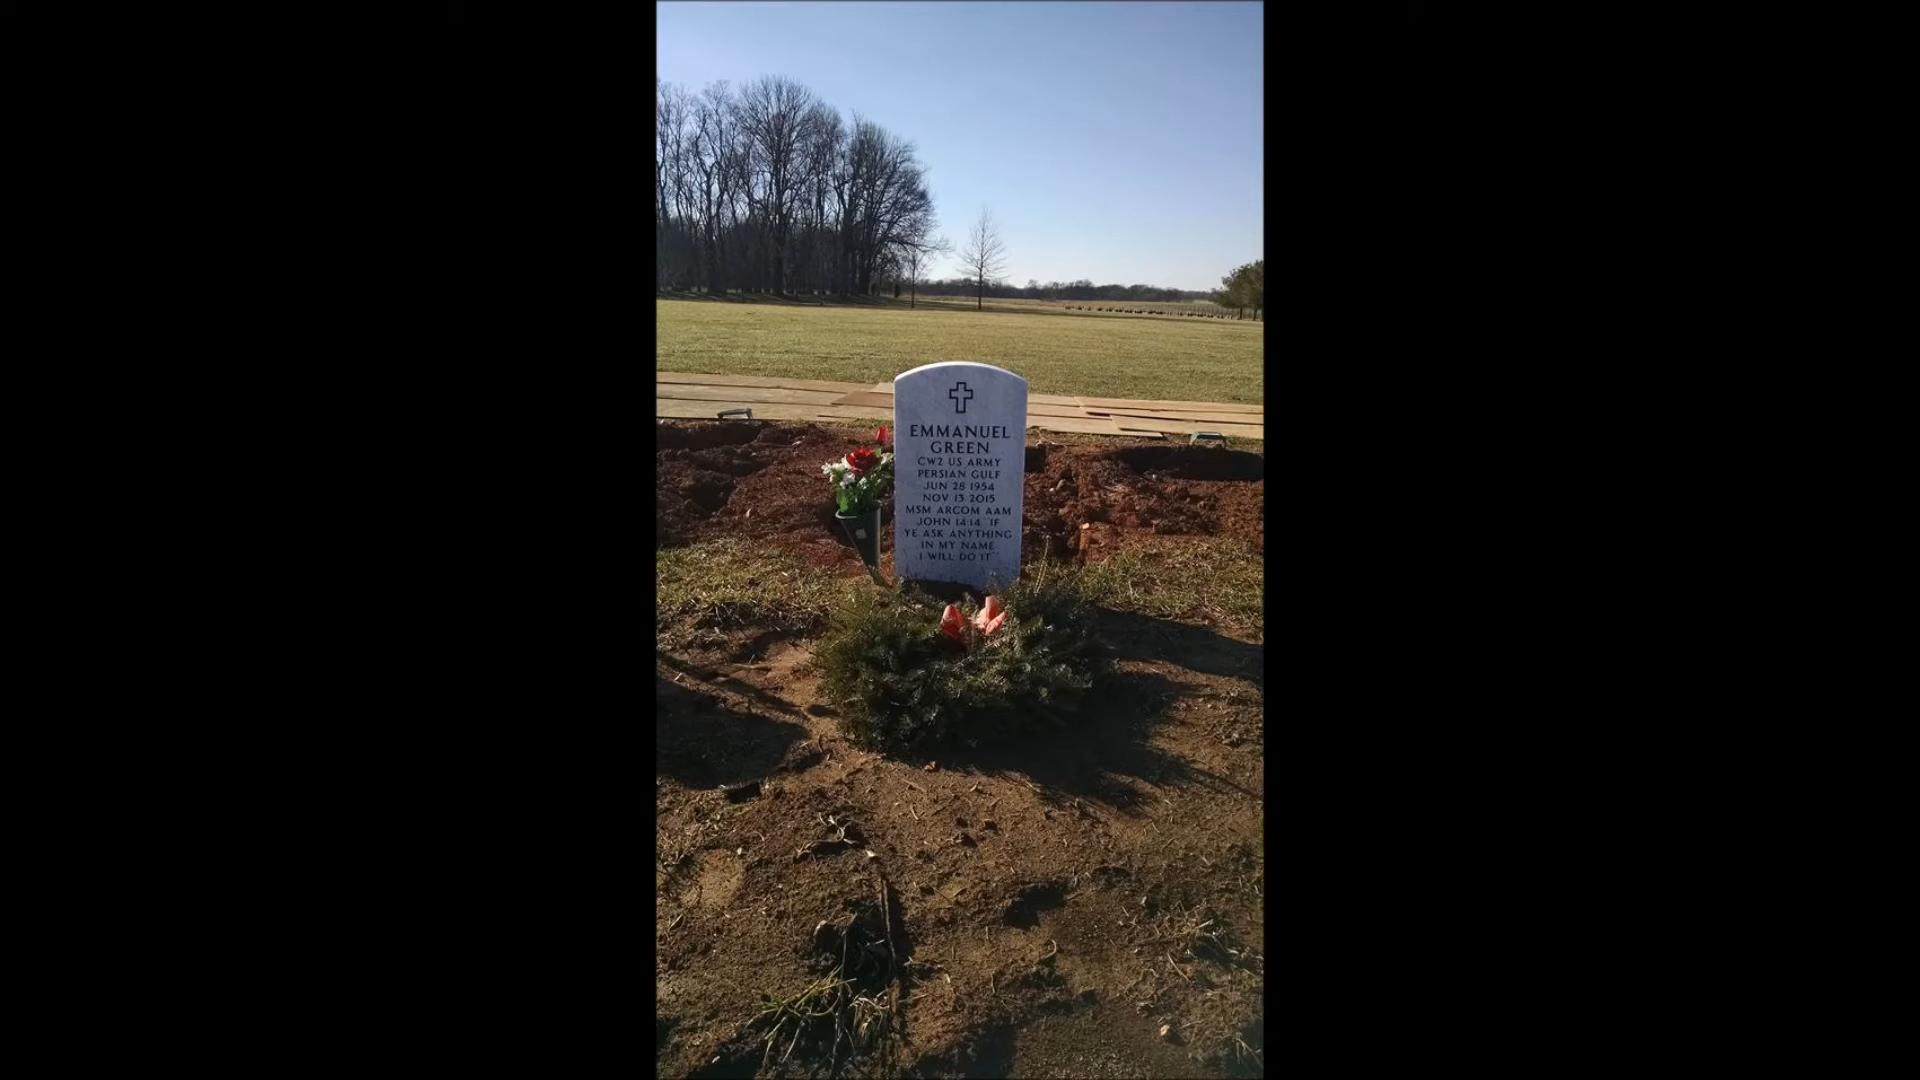 EMMANUEL
GREEN
CW2 US ARMY
PERSIAN GULF
JUN 28 1954
NOV 13 2015
MSM ARCOM AAM
JOHN 14:14 "IF
YE ASK ANYTHING
IN MY NAME
I WILL DO IT"